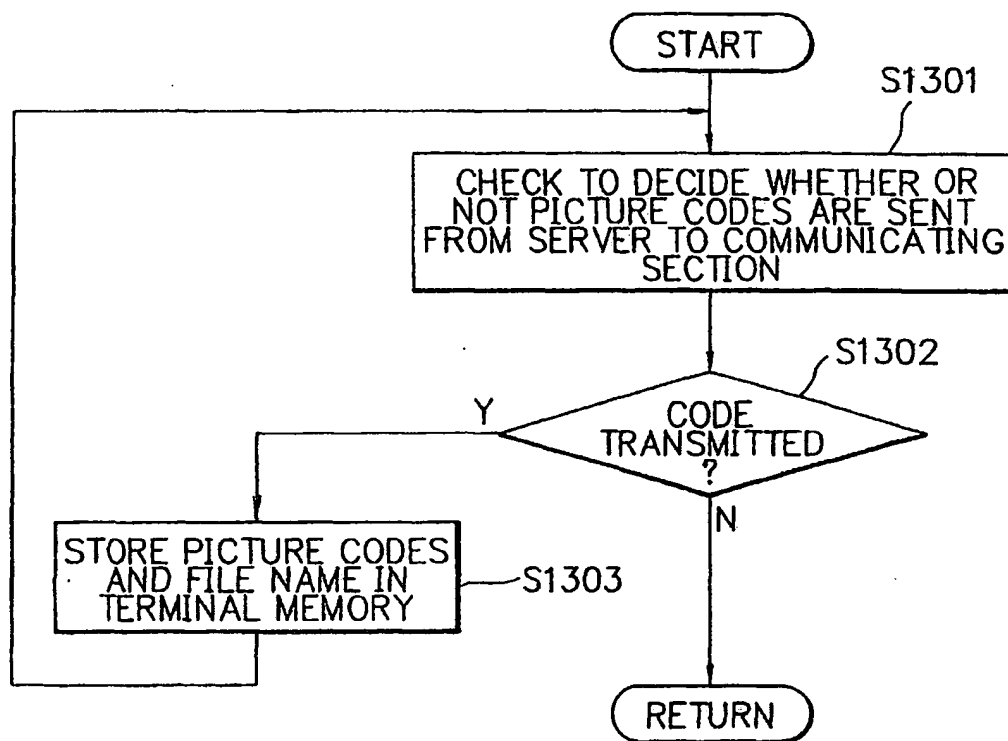 START
S1301
CHECK TO DECIDE WHETHER OR
NOT PICTURE CODES ARE SENT
FROM SERVER TO COMMUNICATING
SECTION
S1302
Y
CODE
TRANSMITTED
?
N
STORE PICTURE CODES
AND FILE NAME IN
TERMINAL MEMORY
S1303
RETURN